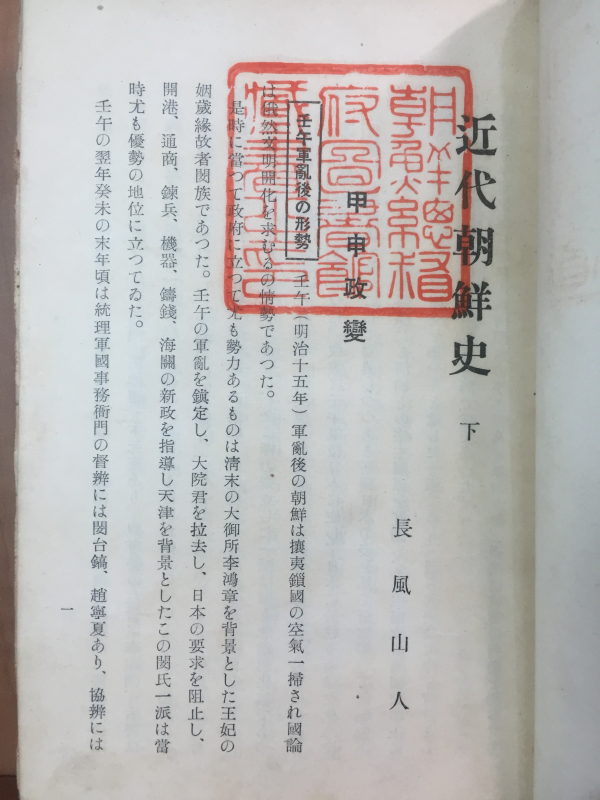 近代朝鮮史 下
長風山人
朝鮮總督
府圖書館
藏書之印
甲申政變
壬午軍亂後の形勢 壬午（明治十五年）軍亂後の朝鮮は攘夷鎖國の空氣一掃され國論
は俄然文明開化を求むるの情勢であつた。
是時に當つて政府に立つて尤も勢力あるものは清末の大御所李鴻章を背景とした王妃の
姻歳緣故者閔族であつた。壬午の軍亂を鎭定し、大院君を拉去し、日本の要求を阻止し、
開港、通商、鍊兵、機器、鑄錢、海關の新政を指導し天津を背景としたこの閔氏一派は當
時尤も優勢の地位に立つてゐた。
壬午の翌年癸未の末年頃は統理軍國事務衙門の督辨には閔台鎬、趙寧夏あり、協辨には
一